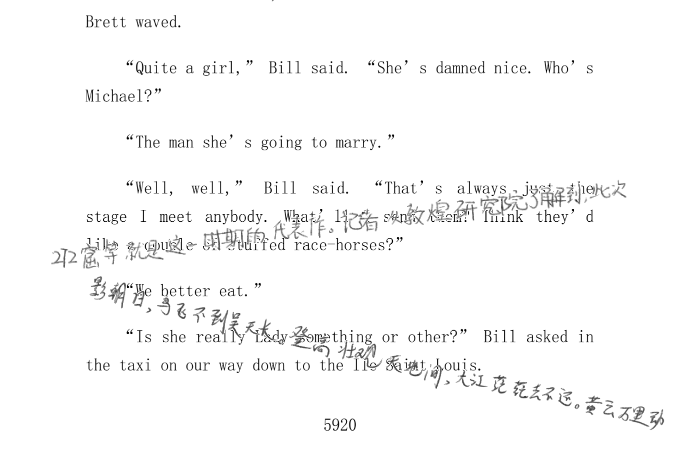 Brett waved.
“Quite a girl,” Bill said. “She’s damned nice. Who’s
Michael?”
“The man she’s going to marry.”
“Well, well,” Bill said. “That’s always just the
stage I meet anybody. What’ll I send them? Think they’d
like a couple of stuffed race-horses?”
212窟等就是这一时期的代表作。记者从敦煌研究院了解到,此次
“We better eat.”
影朝日,鸟飞不到吴天长。登高壮观天地间,大江茫茫去不还。黄云万里动
“Is she really Lady something or other?” Bill asked in
the taxi on our way down to the Ile Saint Louis.
5920